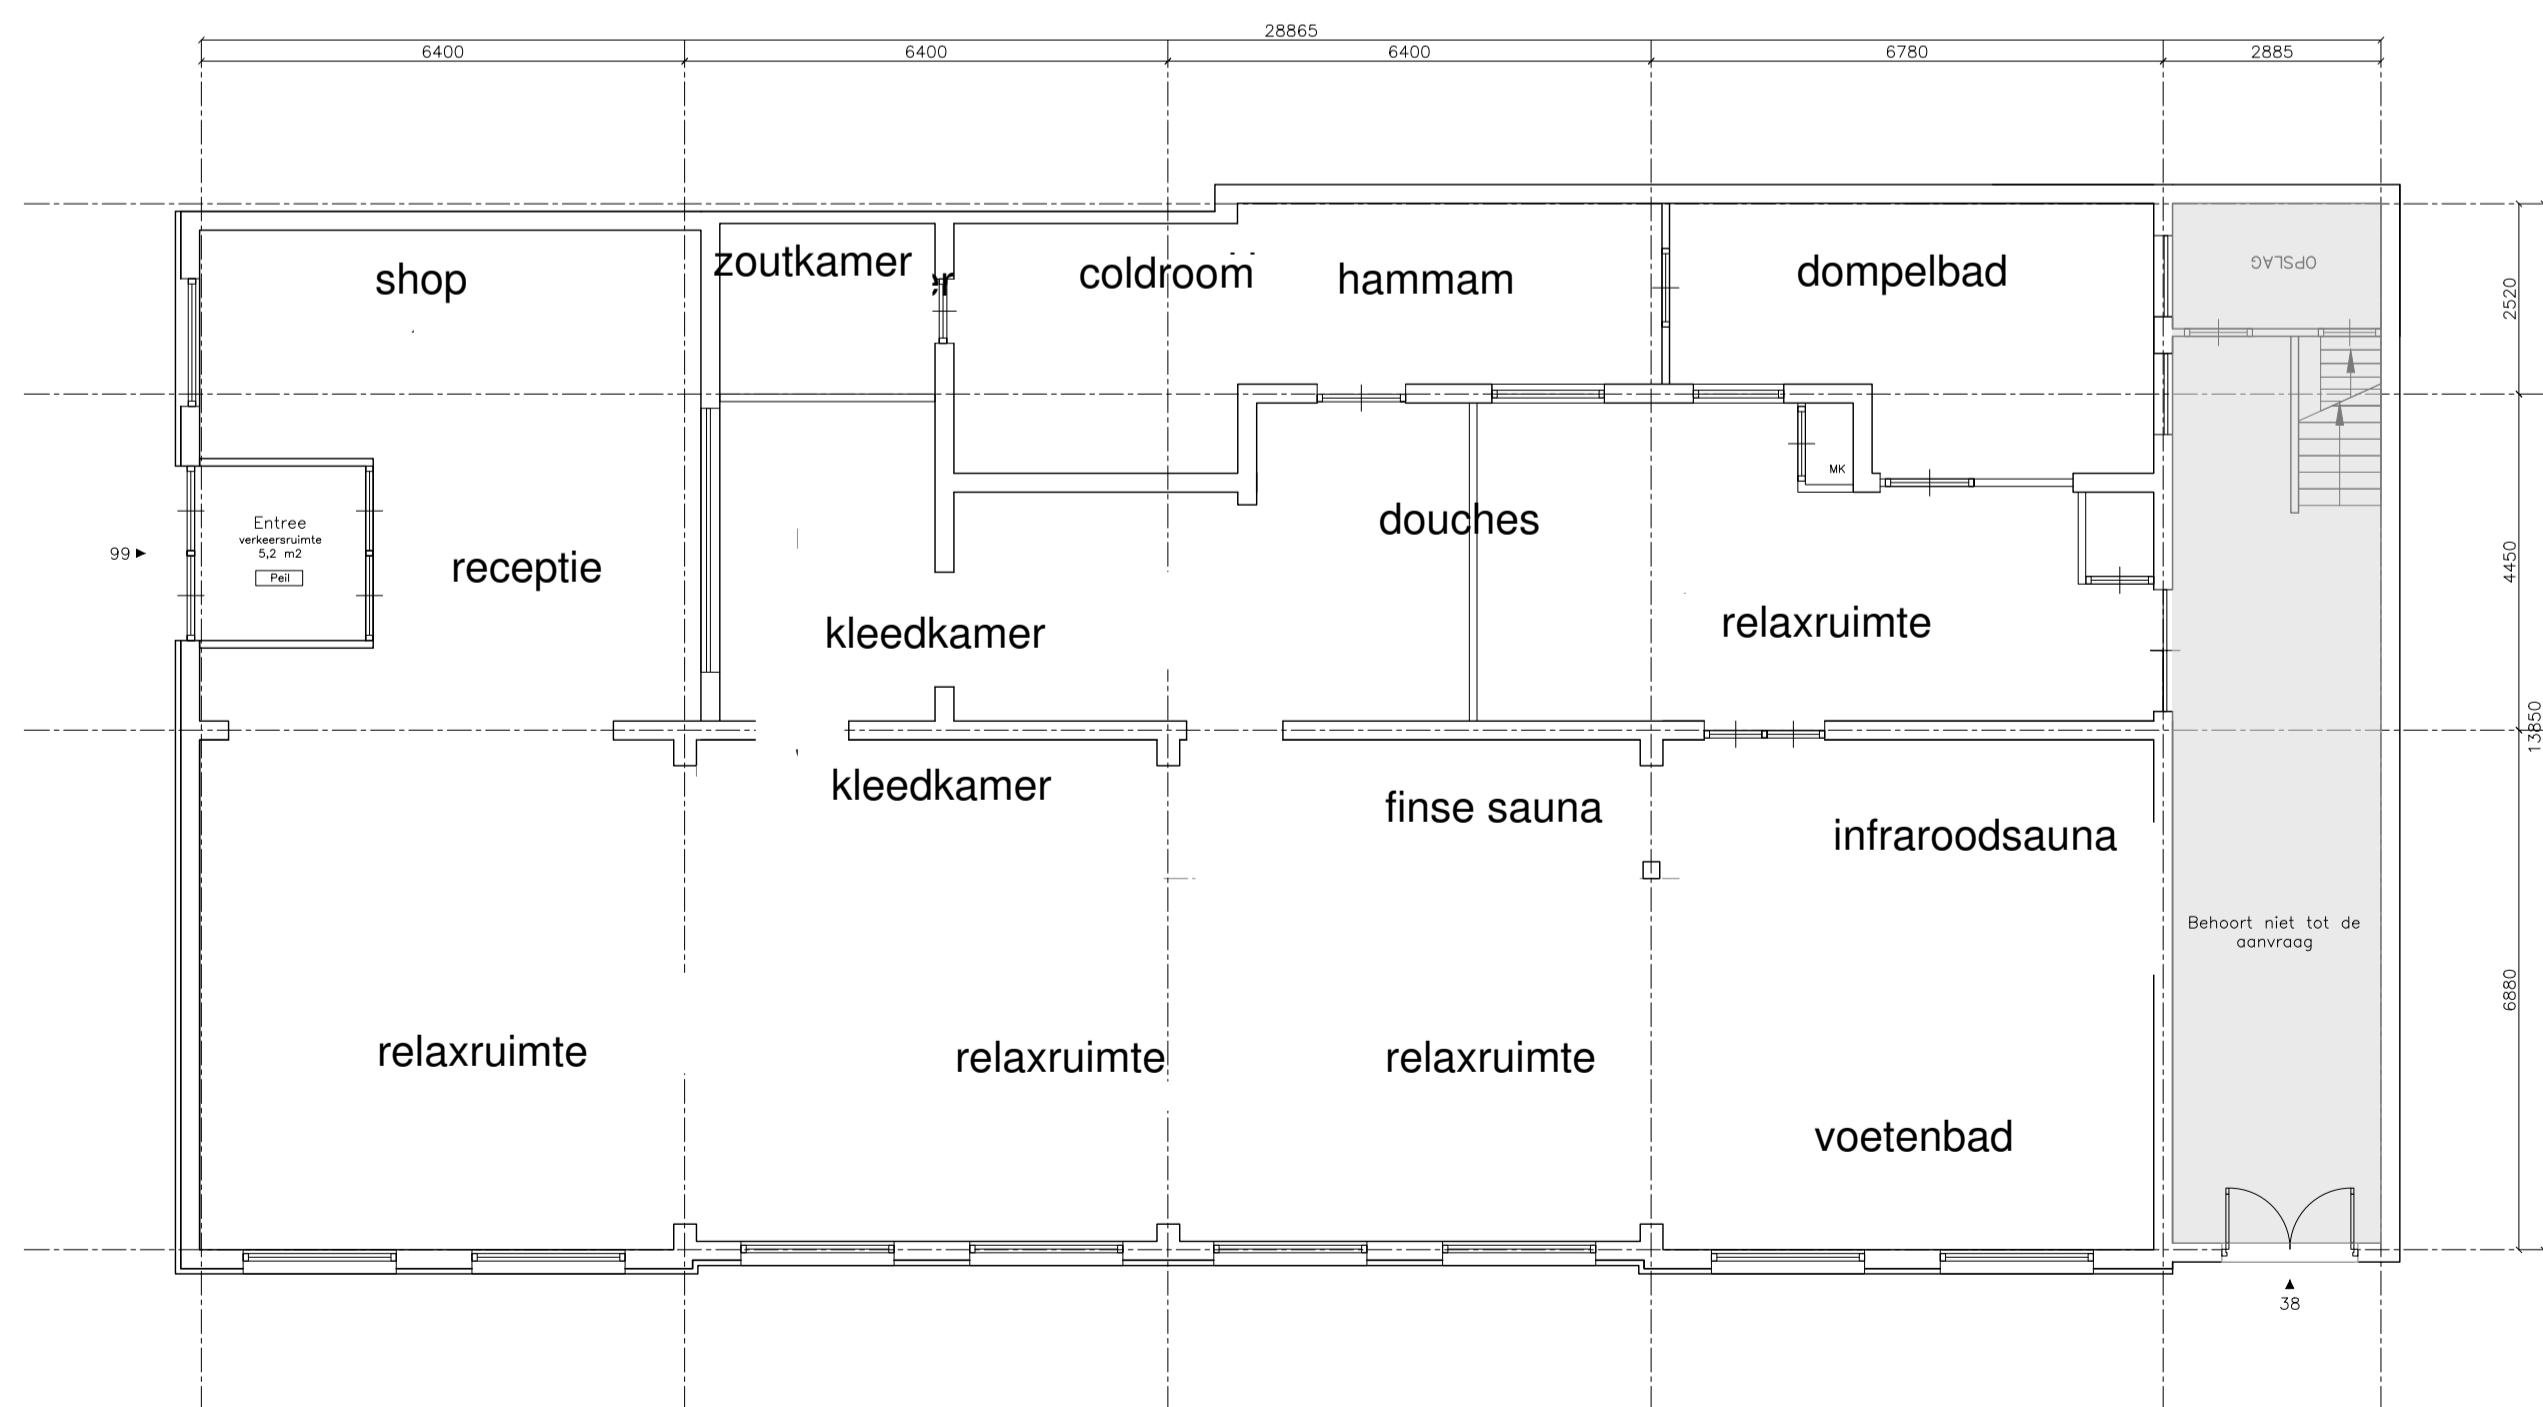 28865
6400 6400 6400 6780 2885
shop
zoutkamer
er
coldroom
hammam
dompelbad
OPSLAG
2520
MK
Entree
verkeersruimte
5,2 m2
Peil
99
receptie
douches
kleedkamer
relaxruimte
4450
13850
kleedkamer
finse sauna
infraroodsauna
Behoort niet tot de
aanvraag
6880
relaxruimte
relaxruimte
relaxruimte
voetenbad
38